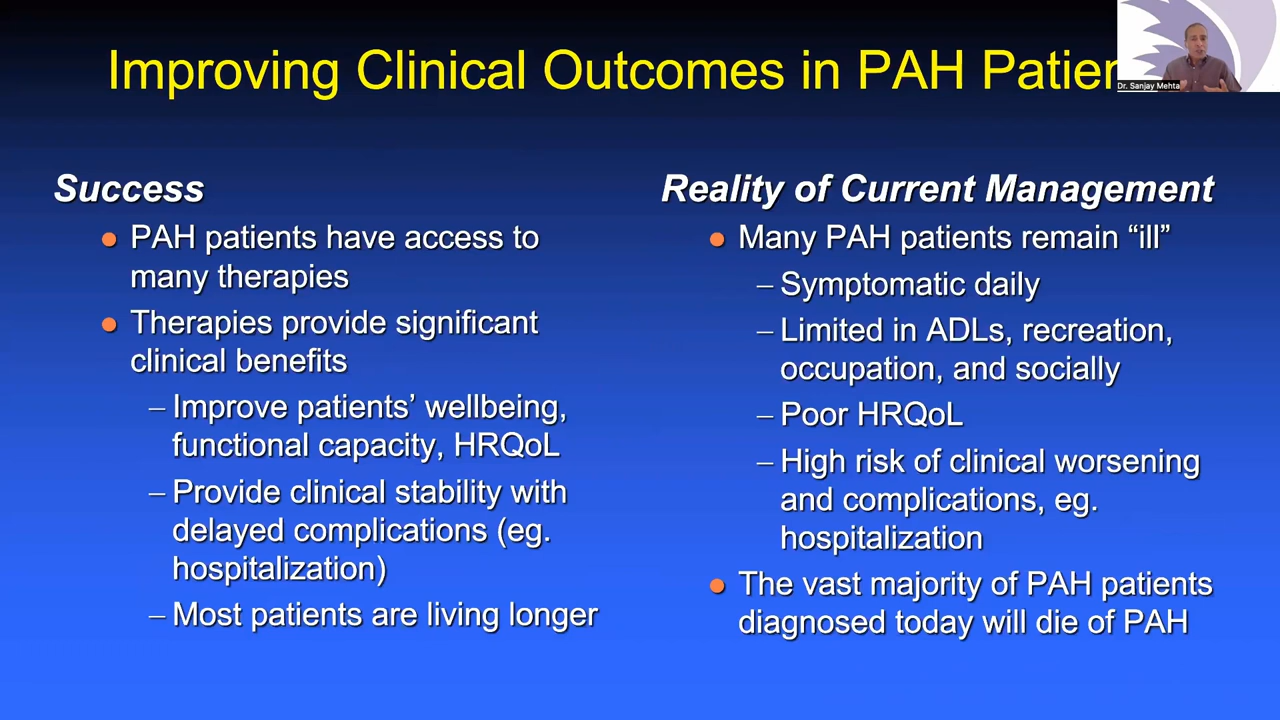 Improving Clinical Outcomes in PAH Patien
Dr. Sanjay Mehta
Success
● PAH patients have access to
many therapies
● Therapies provide significant
clinical benefits
– Improve patients’ wellbeing,
functional capacity, HRQoL
– Provide clinical stability with
delayed complications (eg.
hospitalization)
– Most patients are living longer
Reality of Current Management
● Many PAH patients remain “ill”
– Symptomatic daily
– Limited in ADLs, recreation,
occupation, and socially
– Poor HRQoL
– High risk of clinical worsening
and complications, eg.
hospitalization
● The vast majority of PAH patients
diagnosed today will die of PAH